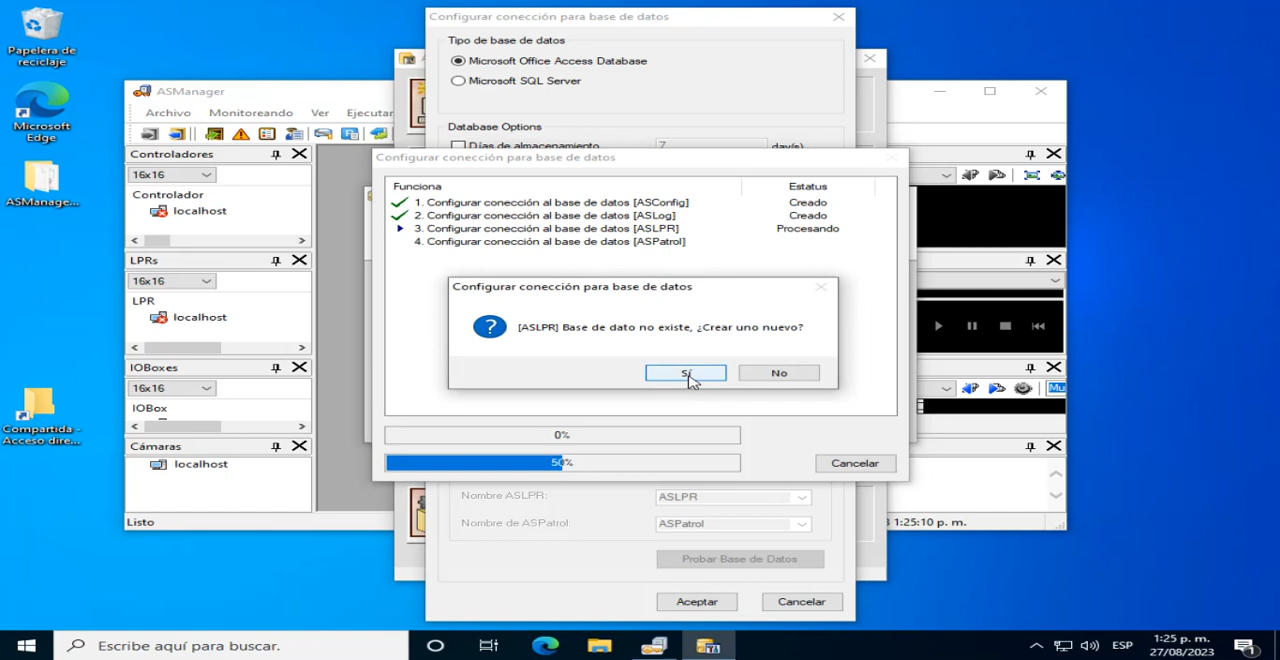 Papelera de
reciclaje
Microsoft
Edge
ASManage...
Compartida -
Acceso dire...
ASManager
Archivo
Monitoreando
Ver
Ejecutar
Controladores
16x16
Controlador
localhost
LPRs
16x16
LPR
localhost
IOBoxes
16x16
IOBox
Cámaras
localhost
Listo
Configurar conección para base de datos
Tipo de base de datos
Microsoft Office Access Database
Microsoft SQL Server
Database Options
Días de almacenamiento
7
day(s)
Configurar conección para base de datos
Funciona
Estatus
1. Configurar conección al base de datos [ASConfig]
Creado
2. Configurar conección al base de datos [ASLog]
Creado
3. Configurar conección al base de datos [ASLPR]
Procesando
4. Configurar conección al base de datos [ASPatrol]
Configurar conección para base de datos
[ASLPR] Base de dato no existe, ¿Crear uno nuevo?
Sí
No
0%
50%
Cancelar
Nombre ASLPR:
ASLPR
Nombre de ASPatrol:
ASPatrol
Probar Base de Datos
Aceptar
Cancelar
Mu
1:25:10 p. m.
Escribe aquí para buscar.
ESP
1:25 p. m.
27/08/2023
1